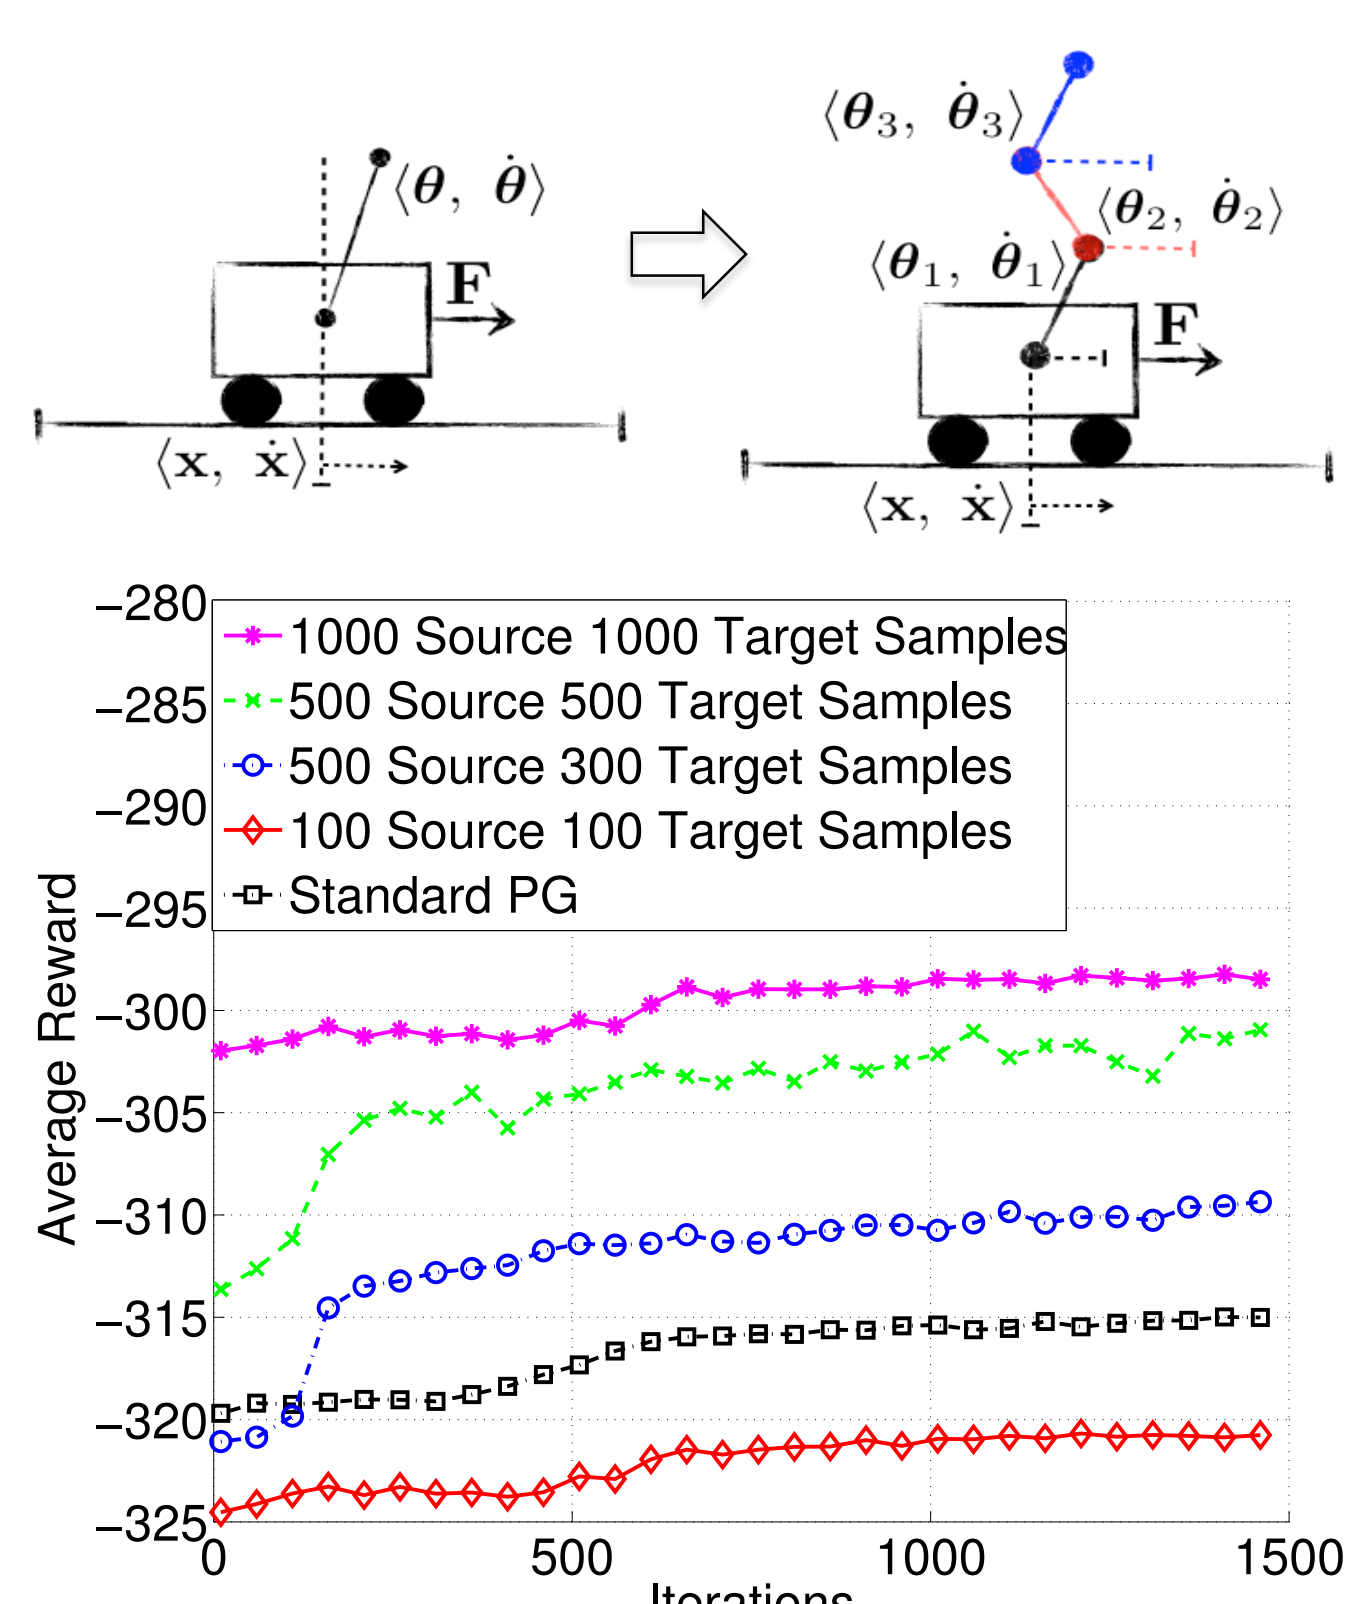 ⟨θ, θ̇⟩
F
⟨x, ẋ⟩
⟨θ₃, θ̇₃⟩
⟨θ₂, θ̇₂⟩
⟨θ₁, θ̇₁⟩
F
⟨x, ẋ⟩
1000 Source 1000 Target Samples
500 Source 500 Target Samples
500 Source 300 Target Samples
100 Source 100 Target Samples
Standard PG
Average Reward
−280
−285
−290
−295
−300
−305
−310
−315
−320
−325
0 500 1000 1500
Iterations